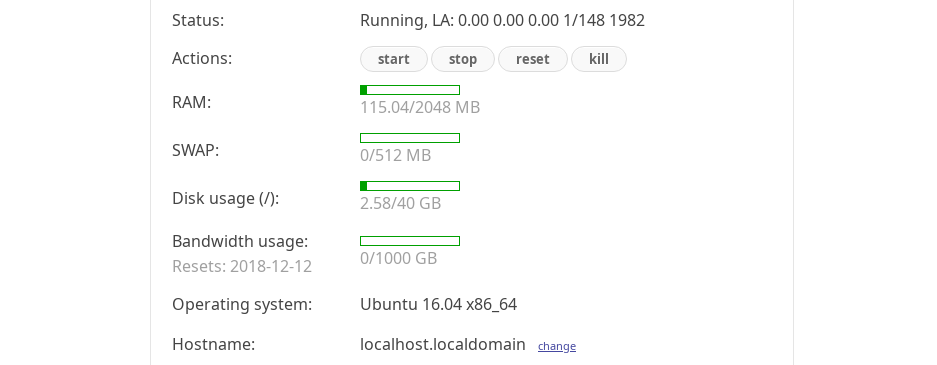 Status: Running, LA: 0.00 0.00 0.00 1/148 1982
Actions: start stop reset kill
RAM: 115.04/2048 MB
SWAP: 0/512 MB
Disk usage (/): 2.58/40 GB
Bandwidth usage: 0/1000 GB
Resets: 2018-12-12
Operating system: Ubuntu 16.04 x86_64
Hostname: localhost.localdomain change